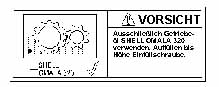 VORSICHT
Ausschließlich Getriebe-
öl SHELL OMALA 320
verwenden. Auffüllen bis
Höhe Einfüllschraube.
SHELL
OMALA 320